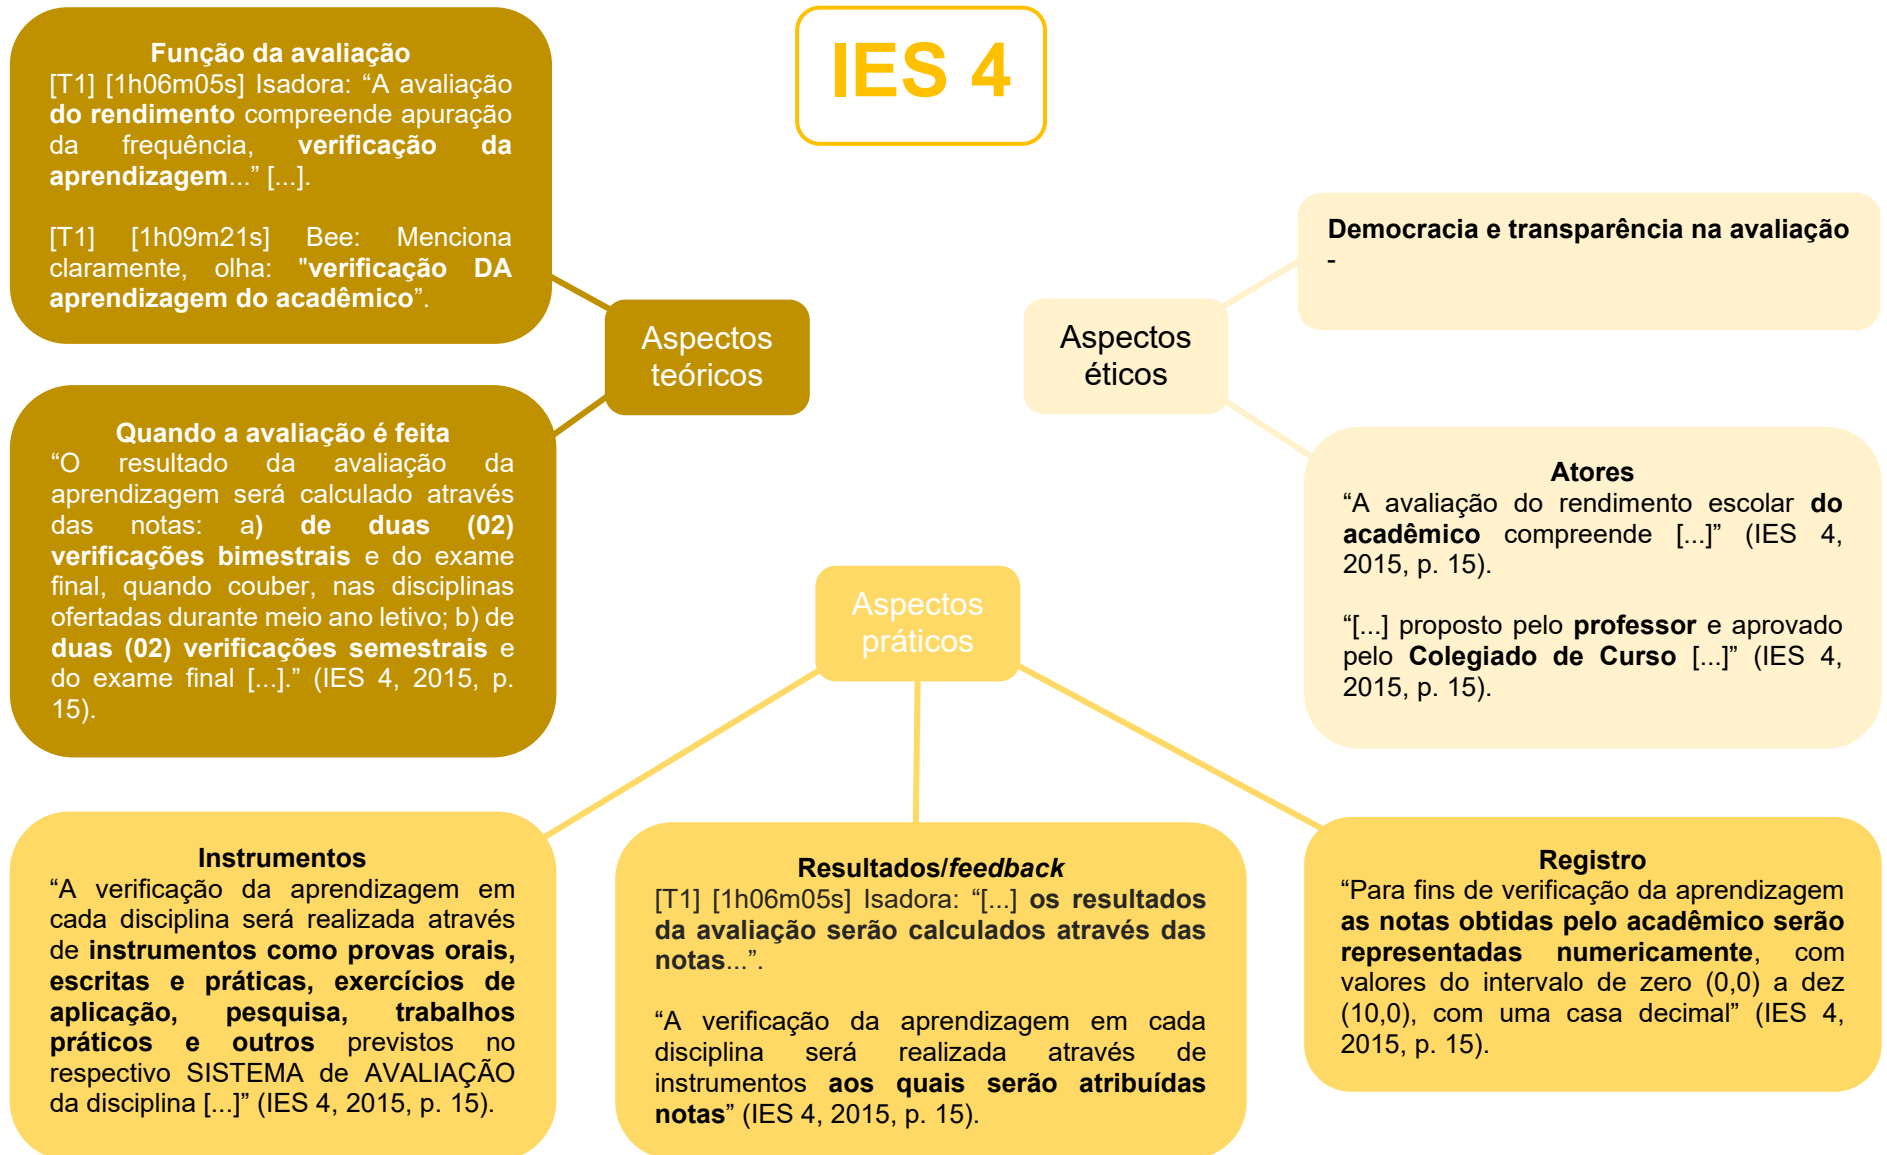 IES 4
Função da avaliação
[T1] [1h06m05s] Isadora: “A avaliação
do rendimento compreende apuração
da frequência, verificação da
aprendizagem...” [...].
[T1] [1h09m21s] Bee: Menciona
claramente, olha: "verificação DA
aprendizagem do acadêmico”.
Aspectos
teóricos
Quando a avaliação é feita
“O resultado da avaliação da
aprendizagem será calculado através
das notas: a) de duas (02)
verificações bimestrais e do exame
final, quando couber, nas disciplinas
ofertadas durante meio ano letivo; b) de
duas (02) verificações semestrais e
do exame final [...].” (IES 4, 2015, p.
15).
Democracia e transparência na avaliação
-
Aspectos
éticos
Atores
“A avaliação do rendimento escolar do
acadêmico compreende [...]” (IES 4,
2015, p. 15).
“[...] proposto pelo professor e aprovado
pelo Colegiado de Curso [...]” (IES 4,
2015, p. 15).
Aspectos
práticos
Instrumentos
“A verificação da aprendizagem em
cada disciplina será realizada através
de instrumentos como provas orais,
escritas e práticas, exercícios de
aplicação, pesquisa, trabalhos
práticos e outros previstos no
respectivo SISTEMA de AVALIAÇÃO
da disciplina [...]” (IES 4, 2015, p. 15).
Resultados/feedback
[T1] [1h06m05s] Isadora: “[...] os resultados
da avaliação serão calculados através das
notas...”.
“A verificação da aprendizagem em cada
disciplina será realizada através de
instrumentos aos quais serão atribuídas
notas” (IES 4, 2015, p. 15).
Registro
“Para fins de verificação da aprendizagem
as notas obtidas pelo acadêmico serão
representadas numericamente, com
valores do intervalo de zero (0,0) a dez
(10,0), com uma casa decimal” (IES 4,
2015, p. 15).